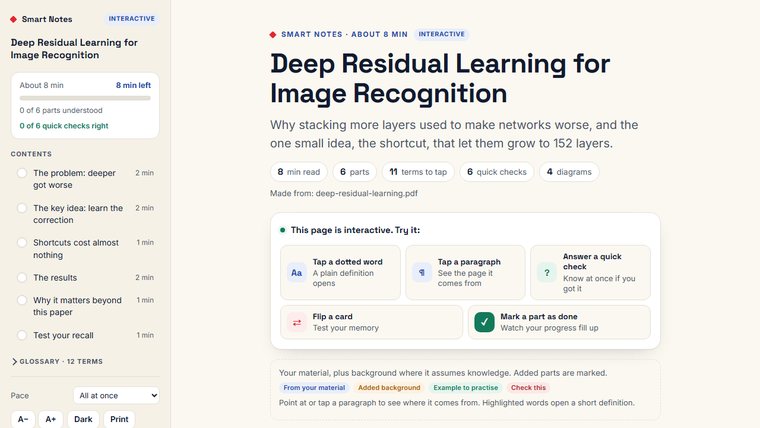 Smart Notes INTERACTIVE
Deep Residual Learning for
Image Recognition
About 8 min 8 min left
0 of 6 parts understood
0 of 6 quick checks right
CONTENTS
The problem: deeper got worse 2 min
The key idea: learn the correction 2 min
Shortcuts cost almost nothing 1 min
The results 2 min
Why it matters beyond this paper 1 min
Test your recall 1 min
GLOSSARY · 12 TERMS
Pace All at once
A− A+ Dark Print
SMART NOTES · ABOUT 8 MIN INTERACTIVE
Deep Residual Learning for
Image Recognition
Why stacking more layers used to make networks worse, and the
one small idea, the shortcut, that let them grow to 152 layers.
8 min read 6 parts 11 terms to tap 6 quick checks 4 diagrams
Made from: deep-residual-learning.pdf
This page is interactive. Try it:
Aa Tap a dotted word
A plain definition opens
¶ Tap a paragraph
See the page it comes from
? Answer a quick check
Know at once if you got it
⇄ Flip a card
Test your memory
✓ Mark a part as done
Watch your progress fill up
Your material, plus background where it assumes knowledge. Added parts are marked.
From your material Added background Example to practise Check this
Point at or tap a paragraph to see where it comes from. Highlighted words open a short definition.